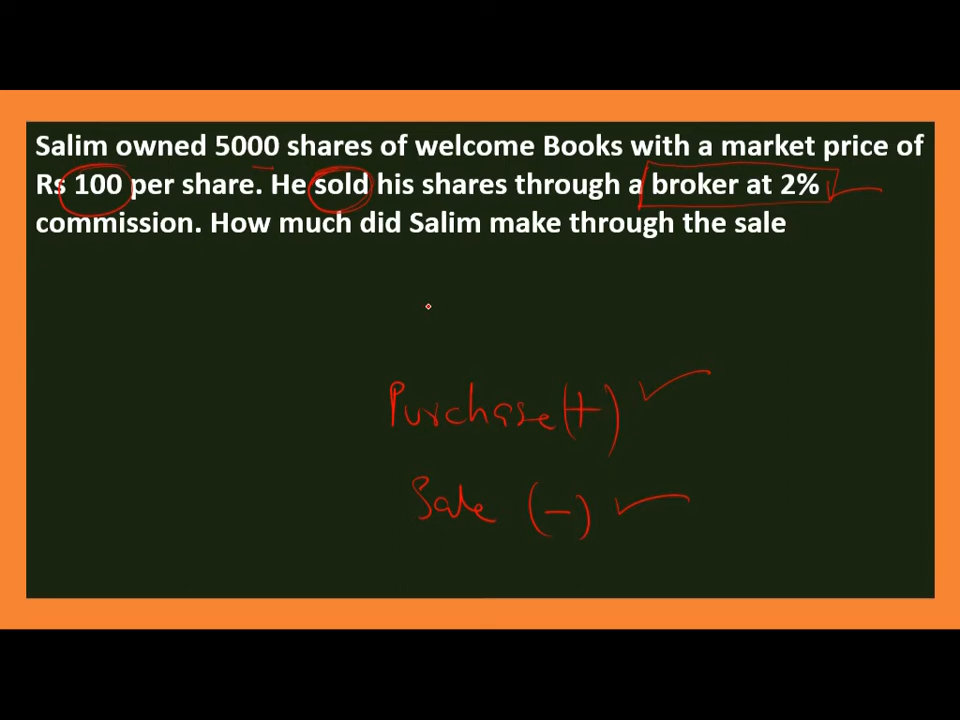 Salim owned 5000 shares of welcome Books with a market price of
Rs 100 per share. He sold his shares through a broker at 2%
commission. How much did Salim make through the sale
Purchase (+)
Sale (-)